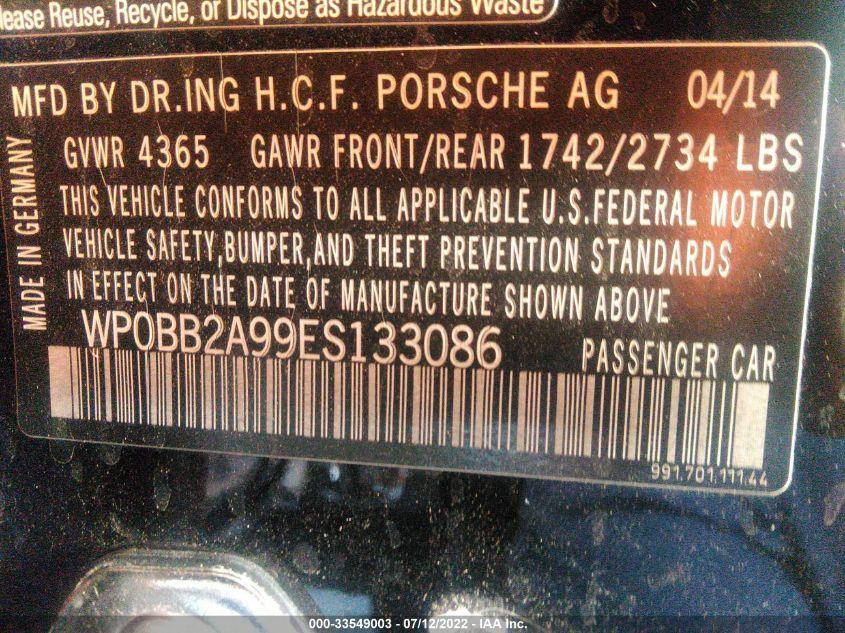 lease Reuse, Recycle, or Dispose as Hazardous Waste
MFD BY DR.ING H.C.F. PORSCHE AG 04/14
GVWR 4365 GAWR FRONT/REAR 1742/2734 LBS
THIS VEHICLE CONFORMS TO ALL APPLICABLE U.S.FEDERAL MOTOR
VEHICLE SAFETY,BUMPER,AND THEFT PREVENTION STANDARDS
IN EFFECT ON THE DATE OF MANUFACTURE SHOWN ABOVE
WP0BB2A99ES133086 PASSENGER CAR
991.701.111.44
MADE IN GERMANY
000-33549003 - 07/12/2022 - IAA Inc.